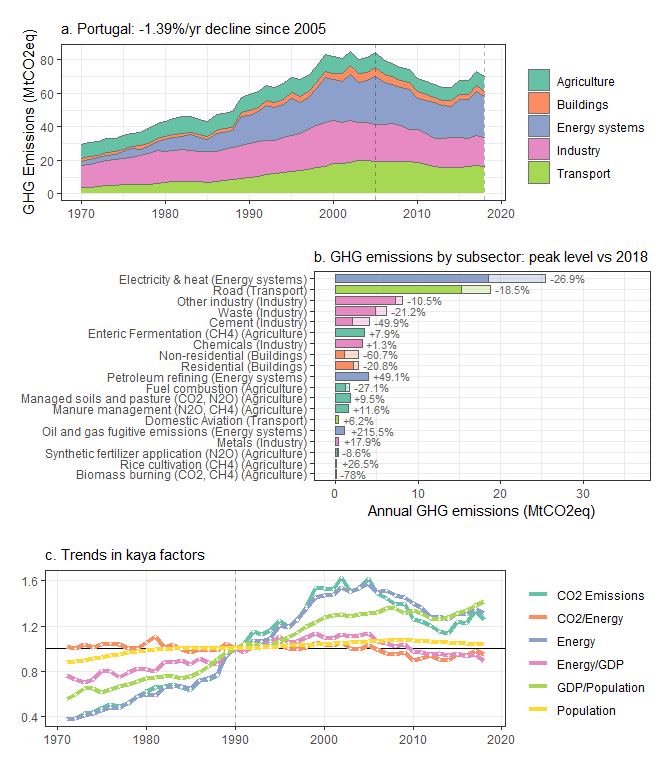 a. Portugal: -1.39%/yr decline since 2005
GHG Emissions (MtCO2eq)
80
60
40
20
0
1970
1980
1990
2000
2010
2020
Agriculture
Buildings
Energy systems
Industry
Transport
b. GHG emissions by subsector: peak level vs 2018
Electricity & heat (Energy systems) -26.9%
Road (Transport) -18.5%
Other industry (Industry) -10.5%
Waste (Industry) -21.2%
Cement (Industry) -49.9%
Enteric Fermentation (CH4) (Agriculture) +7.9%
Chemicals (Industry) +1.3%
Non-residential (Buildings) -60.7%
Residential (Buildings) -20.8%
Petroleum refining (Energy systems) +49.1%
Fuel combustion (Agriculture) -27.1%
Managed soils and pasture (CO2, N2O) (Agriculture) +9.5%
Manure management (N2O, CH4) (Agriculture) +11.6%
Domestic Aviation (Transport) +6.2%
Oil and gas fugitive emissions (Energy systems) +215.5%
Metals (Industry) +17.9%
Synthetic fertilizer application (N2O) (Agriculture) -8.6%
Rice cultivation (CH4) (Agriculture) +26.5%
Biomass burning (CO2, CH4) (Agriculture) -78%
0
10
20
30
Annual GHG emissions (MtCO2eq)
c. Trends in kaya factors
1.6
1.2
0.8
0.4
1970
1980
1990
2000
2010
2020
CO2 Emissions
CO2/Energy
Energy
Energy/GDP
GDP/Population
Population